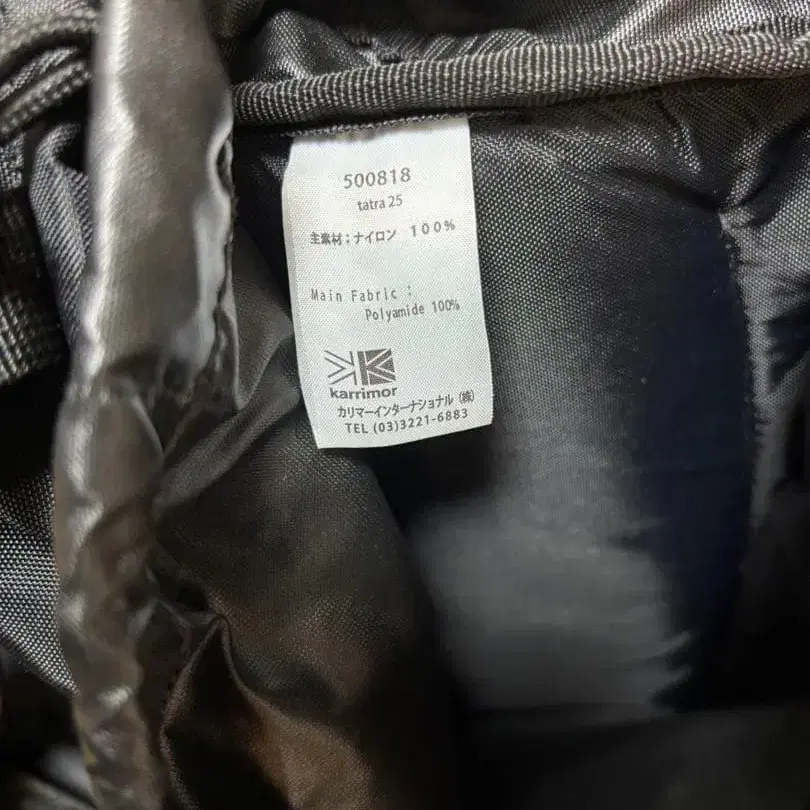 500818
tatra 25
主素材：ナイロン 100%
Main Fabric :
Polyamide 100%
karrimor
カリマーインターナショナル (株)
TEL (03)3221-6883